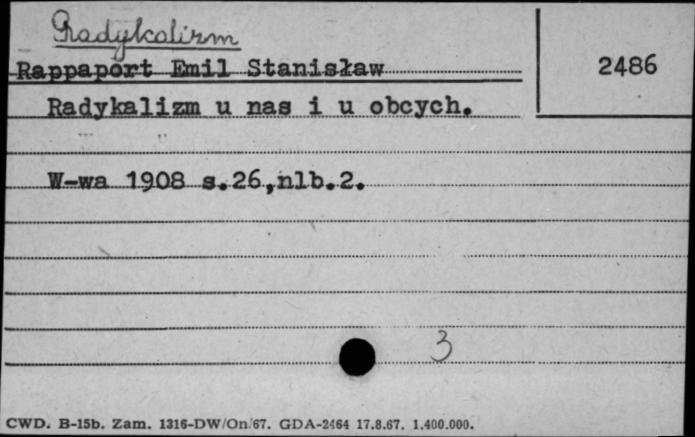 Radykalizm
Rappaport Emil Stanisław
2486
Radykalizm u nas i u obcych.
W-wa 1908 s.26,nlb.2.
3
CWD. B-15b. Zam. 1316-DW/On/67. GDA-2464 17.8.67. 1.400.000.